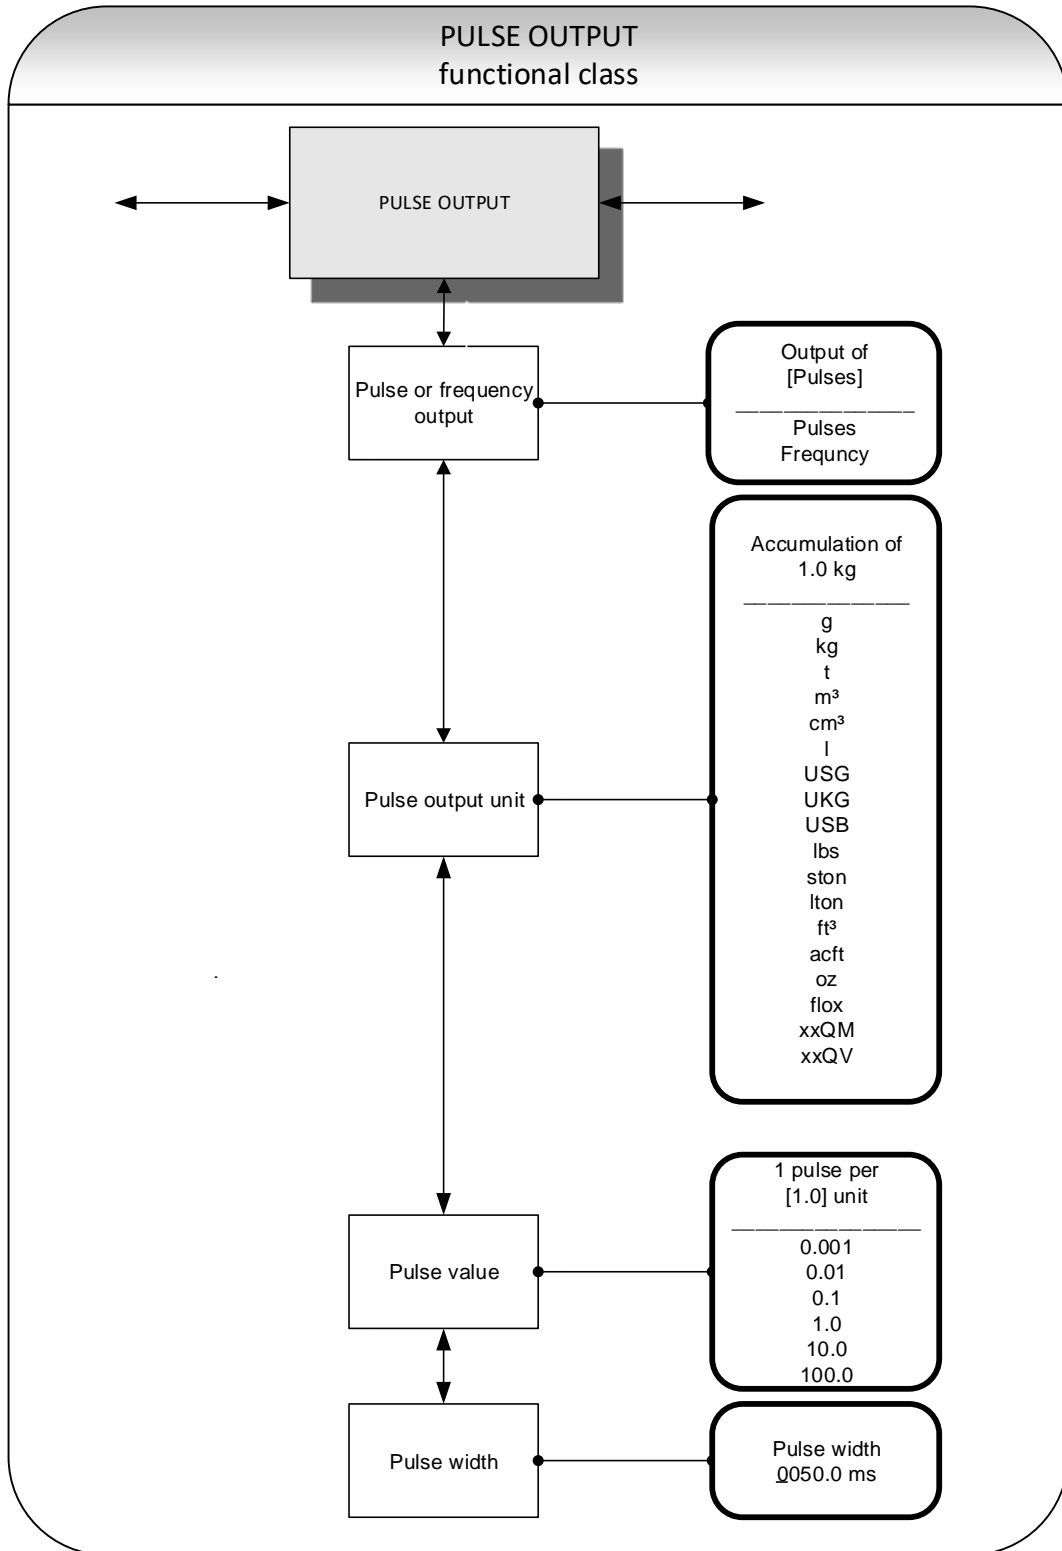 PULSE OUTPUT
functional class
PULSE OUTPUT
Pulse or frequency
output
Output of
[Pulses]
Pulses
Frequncy
Pulse output unit
Accumulation of
1.0 kg
g
kg
t
m³
cm³
l
USG
UKG
USB
lbs
ston
lton
ft³
acft
oz
flox
xxQM
xxQV
Pulse value
1 pulse per
[1.0] unit
0.001
0.01
0.1
1.0
10.0
100.0
Pulse width
Pulse width
0050.0 ms